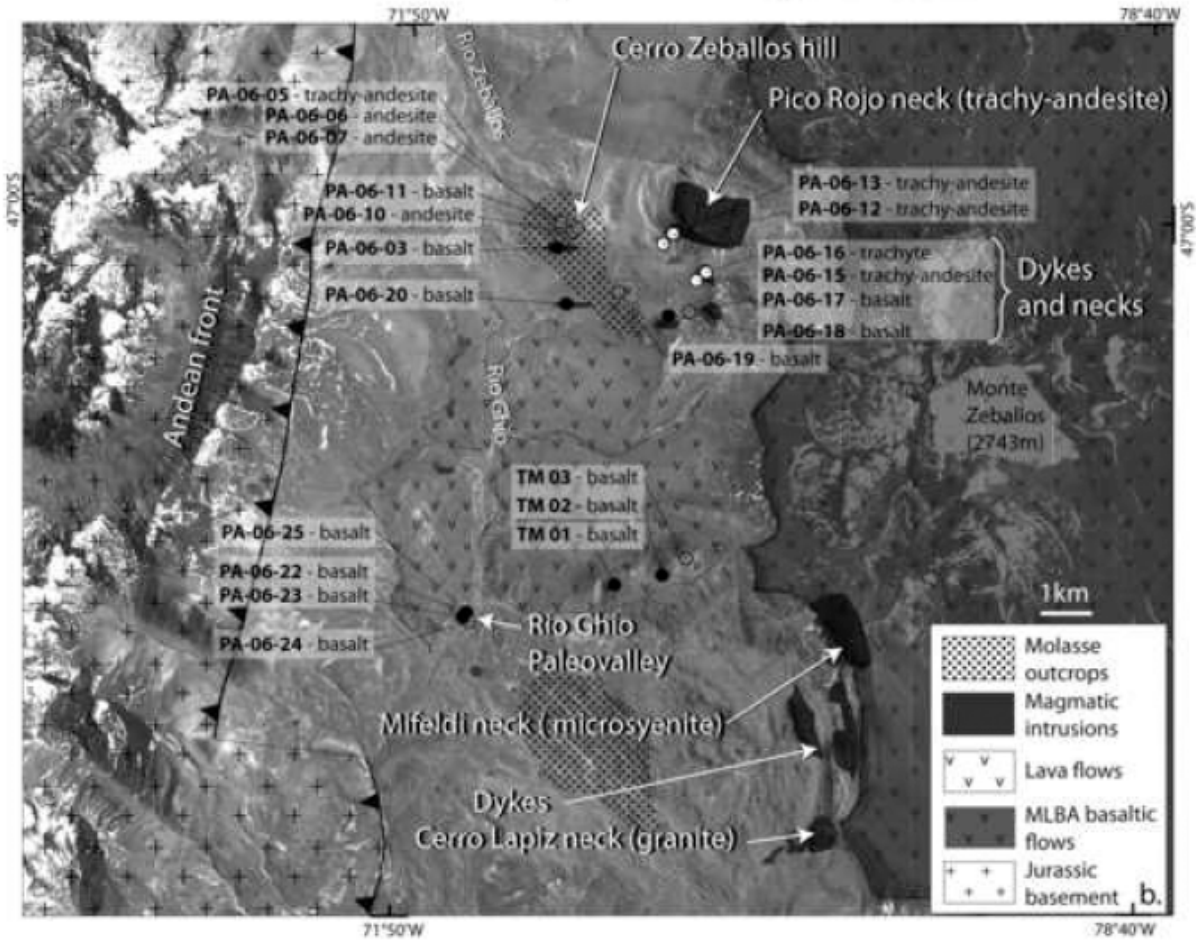 71°50'W
78°40'W
Cerro Zeballos hill
Rio Zeballos
PA-06-05 - trachy-andesite
PA-06-06 - andesite
PA-06-07 - andesite
Pico Rojo neck (trachy-andesite)
47°00'S
47°00'S
PA-06-11 - basalt
PA-06-10 - andesite
PA-06-03 - basalt
PA-06-20 - basalt
PA-06-13 - trachy-andesite
PA-06-12 - trachy-andesite
PA-06-16 - trachyte
PA-06-15 - trachy-andesite
PA-06-17 - basalt
PA-06-18 - basalt
Dykes
and necks
PA-06-19 - basalt
Andean front
Rio Ghio
Monte
Zeballos
(2743m)
TM 03 - basalt
TM 02 - basalt
TM 01 - basalt
PA-06-25 - basalt
PA-06-22 - basalt
PA-06-23 - basalt
PA-06-24 - basalt
Rio Ghio
Paleovalley
1km
Mifeldi neck ( microsyenite)
Dykes
Cerro Lapiz neck (granite)
Molasse
outcrops
Magmatic
intrusions
Lava flows
MLBA basaltic
flows
Jurassic
basement
b.
71°50'W
78°40'W